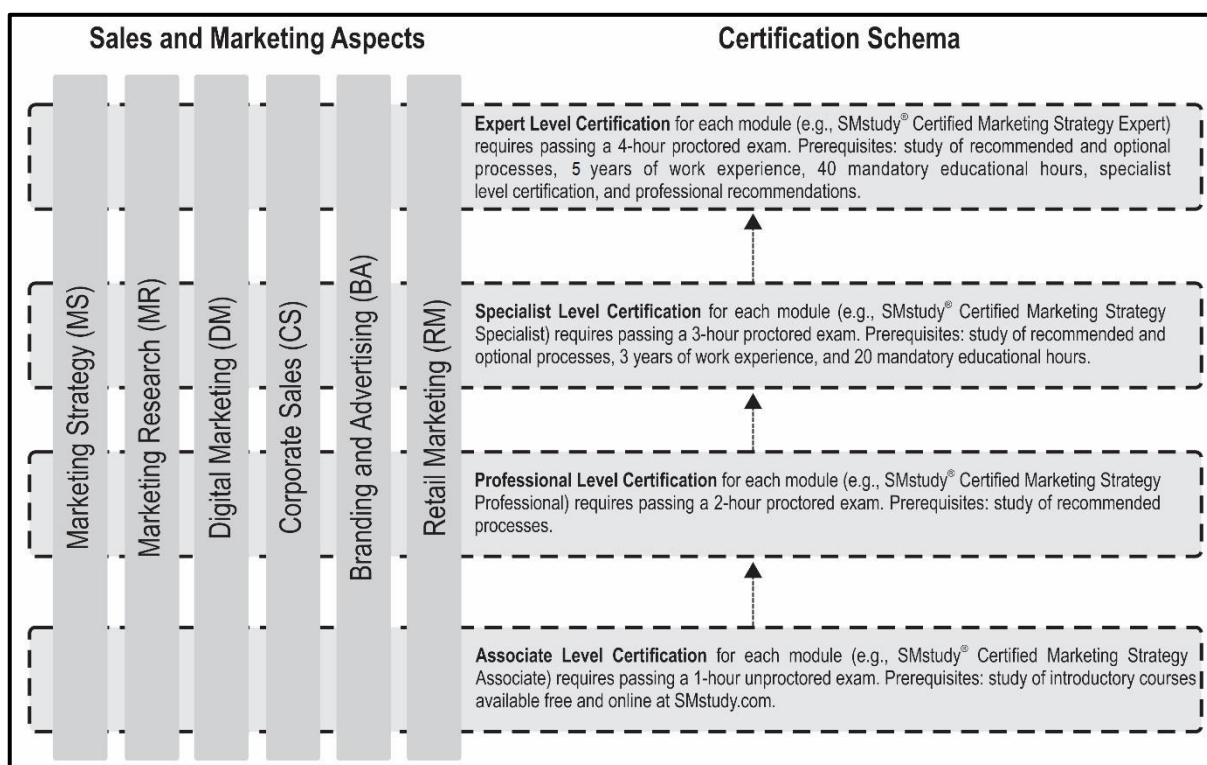 Sales and Marketing Aspects
Certification Schema
Marketing Strategy (MS)
Marketing Research (MR)
Digital Marketing (DM)
Corporate Sales (CS)
Branding and Advertising (BA)
Retail Marketing (RM)
Expert Level Certification for each module (e.g., SMstudy® Certified Marketing Strategy Expert)
requires passing a 4-hour proctored exam. Prerequisites: study of recommended and optional
processes, 5 years of work experience, 40 mandatory educational hours, specialist
level certification, and professional recommendations.
Specialist Level Certification for each module (e.g., SMstudy® Certified Marketing Strategy
Specialist) requires passing a 3-hour proctored exam. Prerequisites: study of recommended and
optional processes, 3 years of work experience, and 20 mandatory educational hours.
Professional Level Certification for each module (e.g., SMstudy® Certified Marketing Strategy
Professional) requires passing a 2-hour proctored exam. Prerequisites: study of recommended
processes.
Associate Level Certification for each module (e.g., SMstudy® Certified Marketing Strategy
Associate) requires passing a 1-hour unproctored exam. Prerequisites: study of introductory courses
available free and online at SMstudy.com.